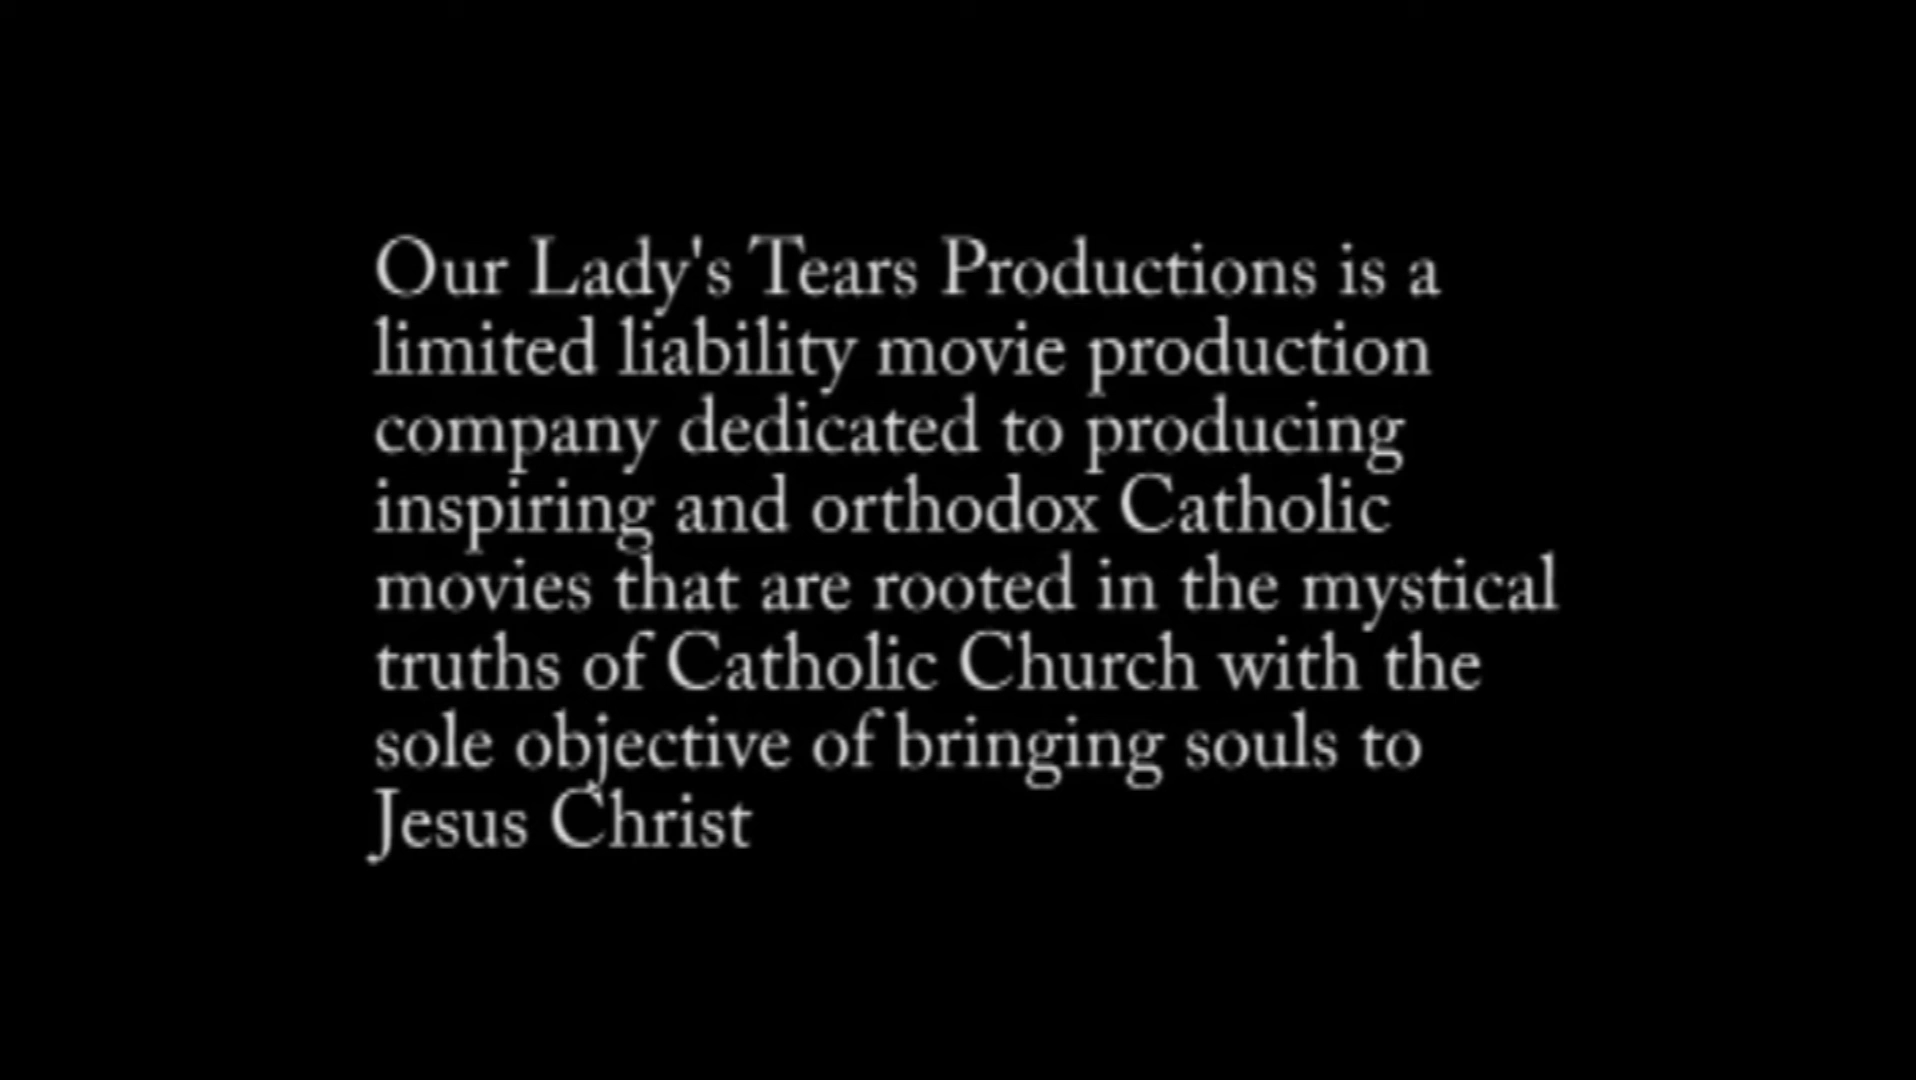 Our Lady's Tears Productions is a
limited liability movie production
company dedicated to producing
inspiring and orthodox Catholic
movies that are rooted in the mystical
truths of Catholic Church with the
sole objective of bringing souls to
Jesus Christ